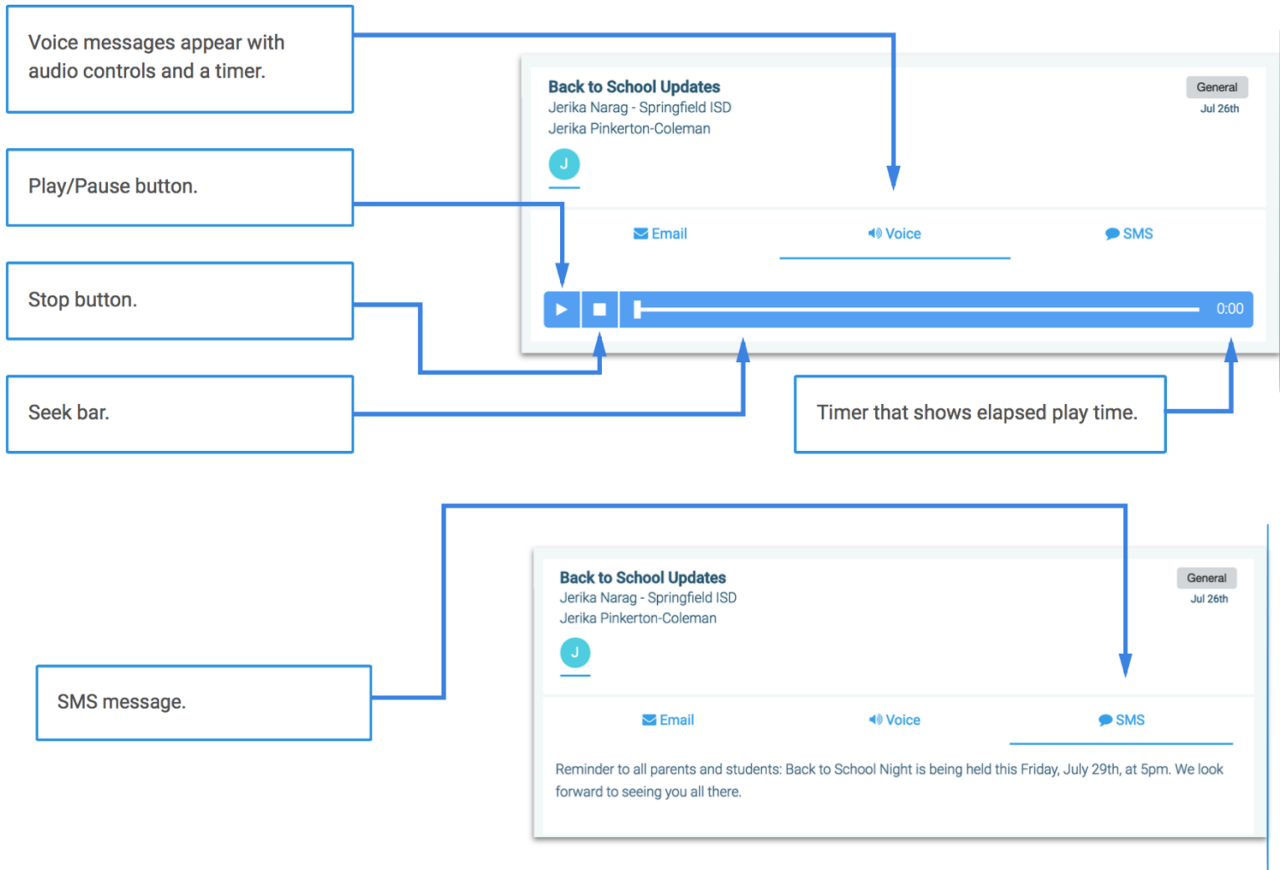 Voice messages appear with
audio controls and a timer.
Back to School Updates
General
Jerika Narag - Springfield ISD
Jul 26th
Jerika Pinkerton-Coleman
J
Play/Pause button.
Email
Voice
SMS
Stop button.
0:00
Seek bar.
Timer that shows elapsed play time.
Back to School Updates
General
Jerika Narag - Springfield ISD
Jul 26th
Jerika Pinkerton-Coleman
J
SMS message.
Email
Voice
SMS
Reminder to all parents and students: Back to School Night is being held this Friday, July 29th, at 5pm. We look
forward to seeing you all there.